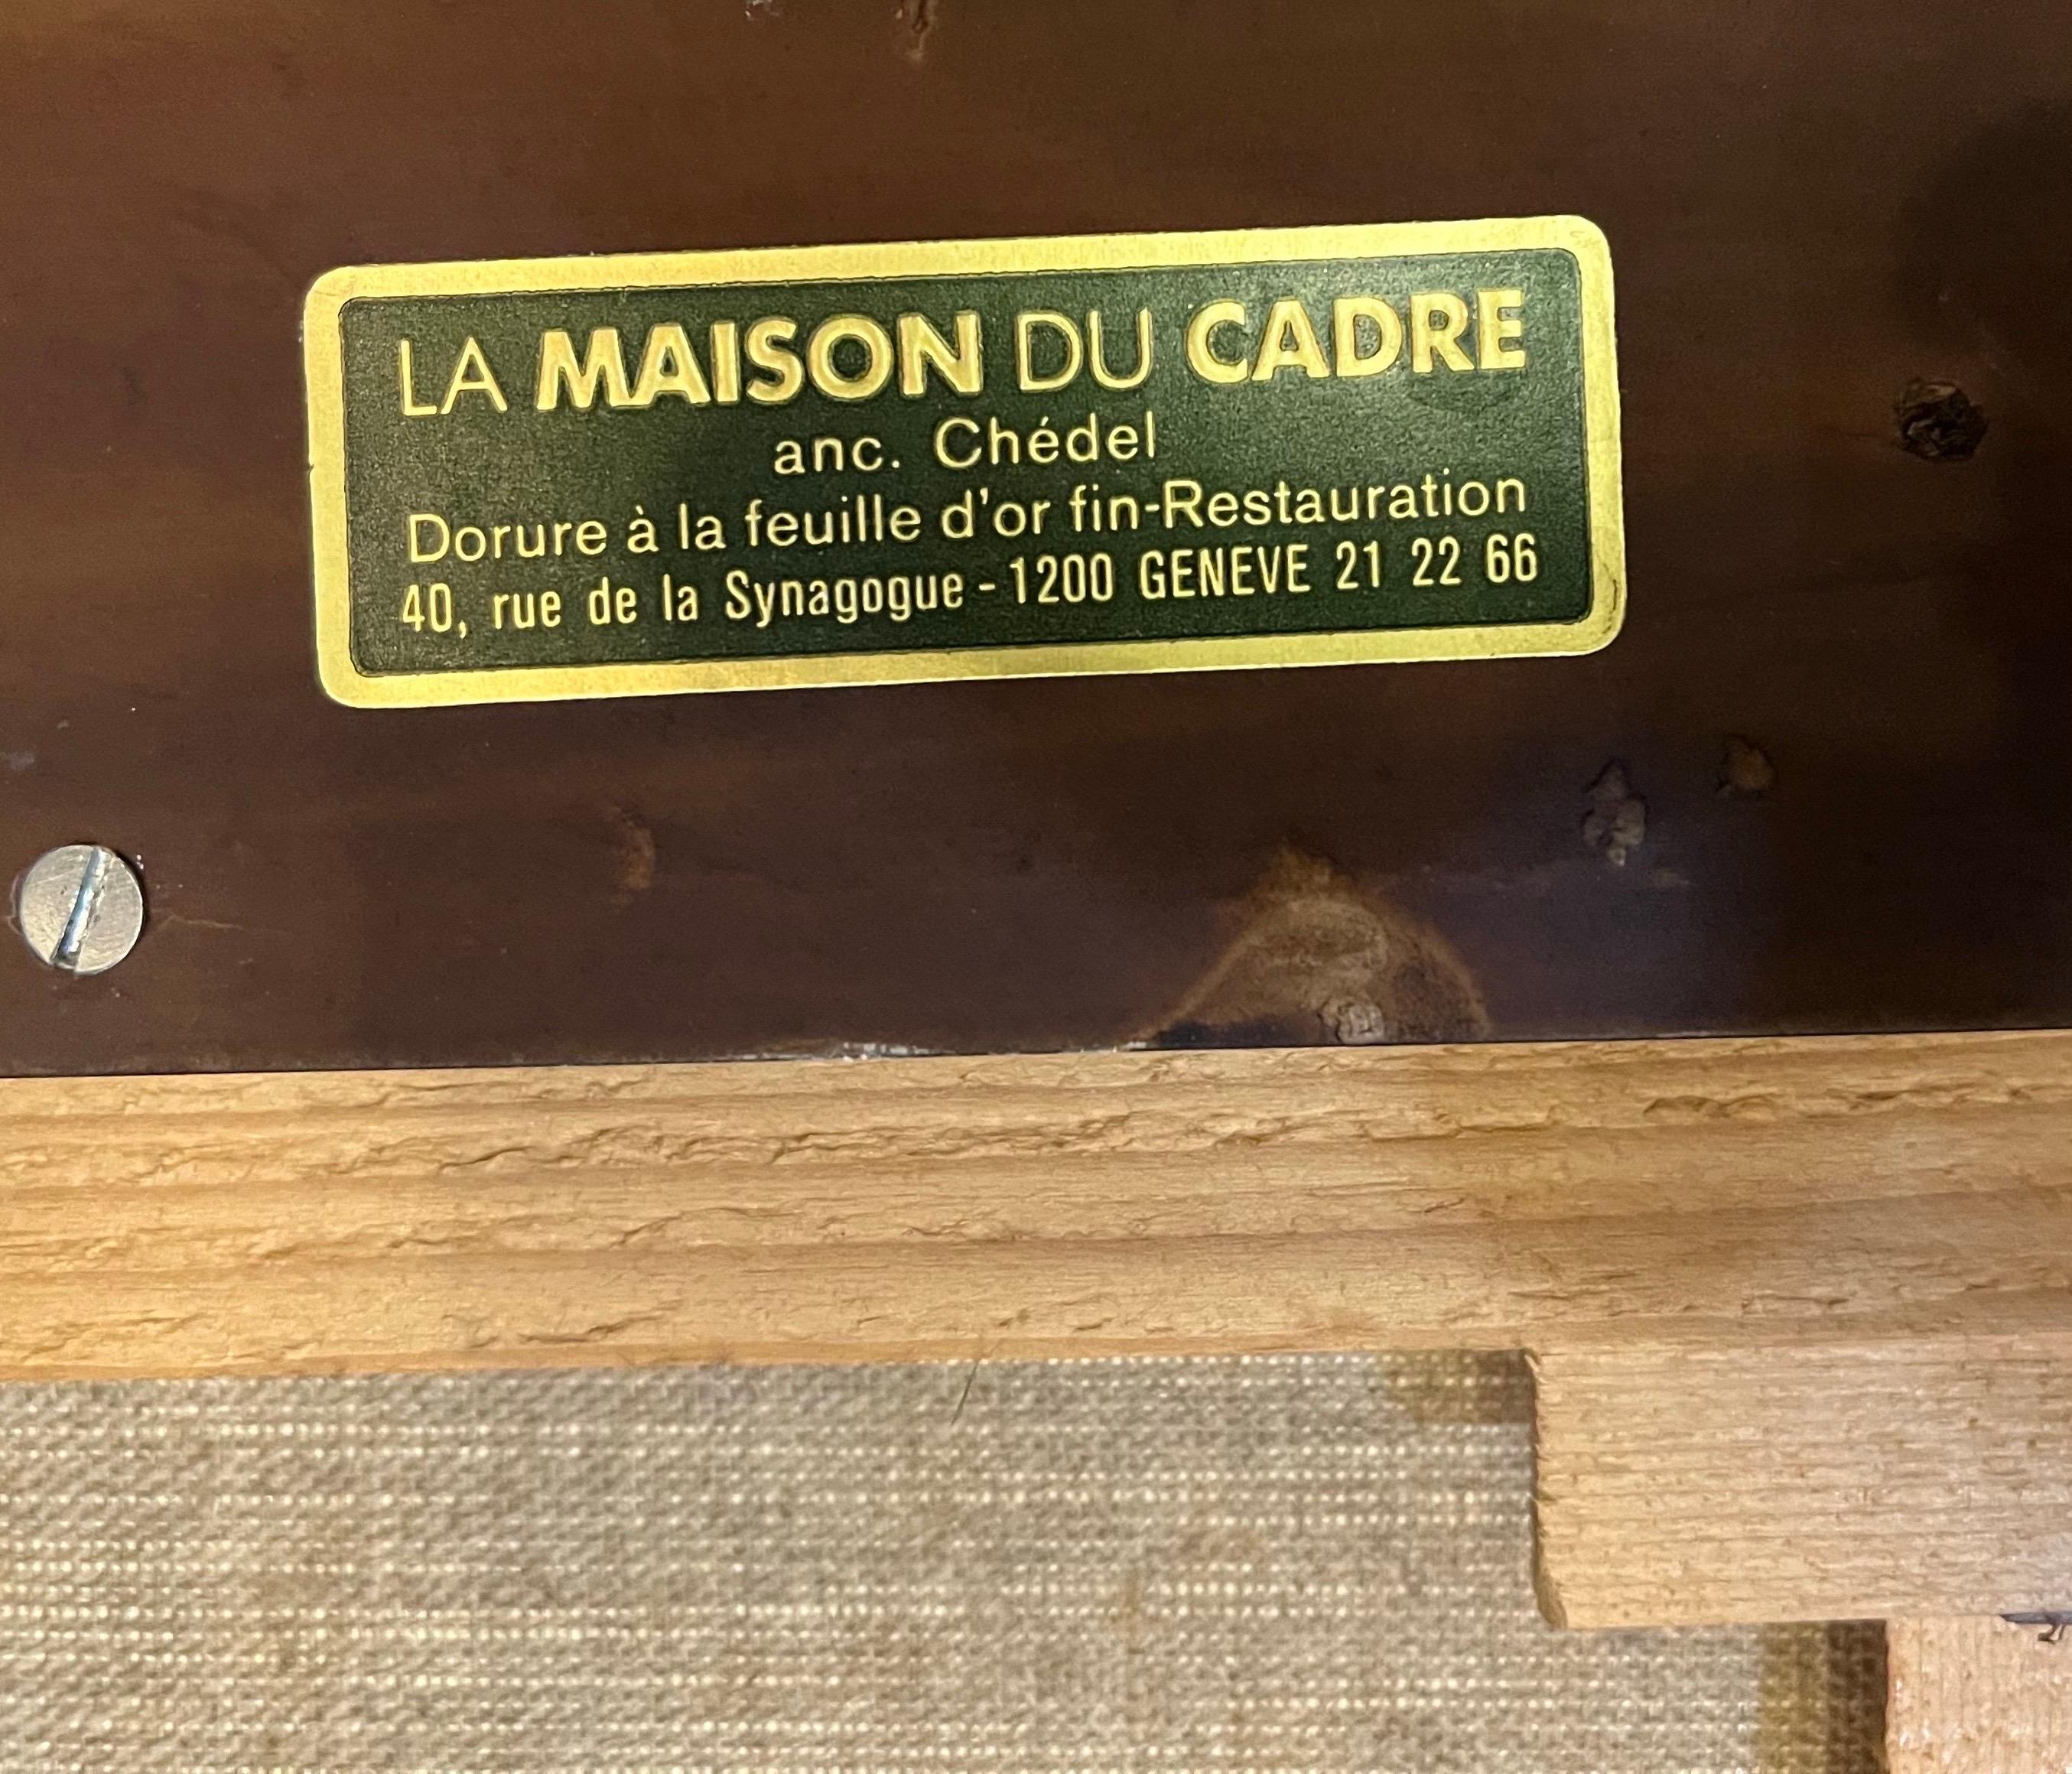 LA MAISON DU CADRE
anc. Chédel
Dorure à la feuille d'or fin-Restauration
40, rue de la Synagogue - 1200 GENEVE 21 22 66